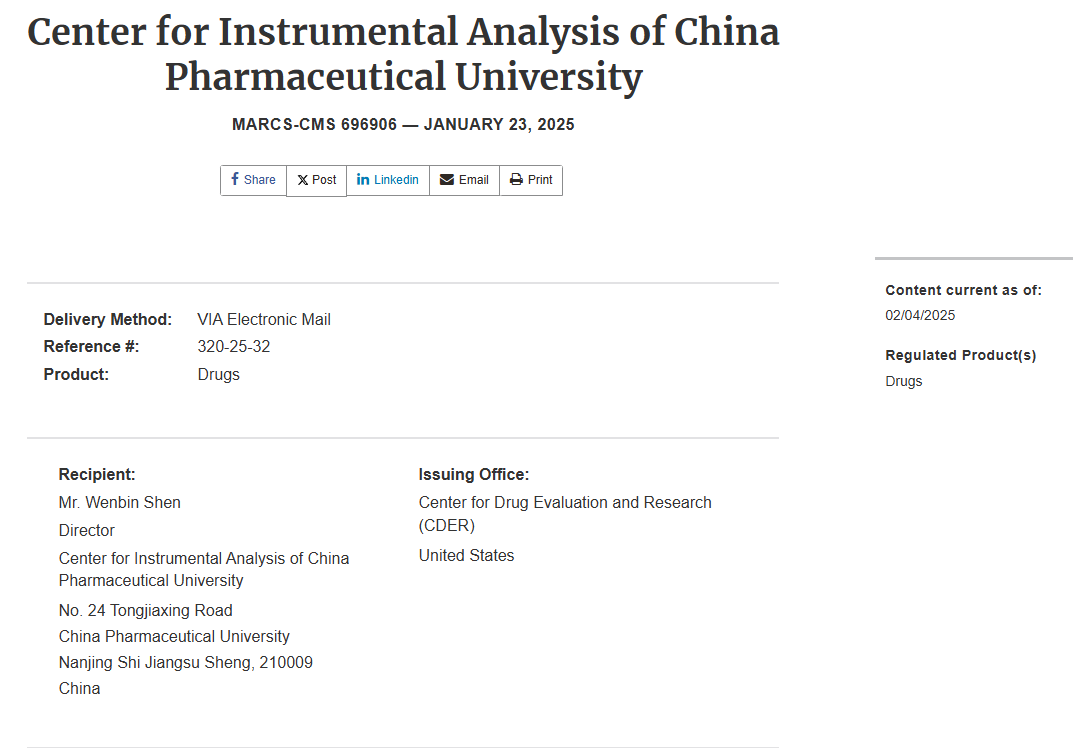 Center for Instrumental Analysis of China
Pharmaceutical University
MARCS-CMS 696906 — JANUARY 23, 2025
Share
Post
Linkedin
Email
Print
Delivery Method: VIA Electronic Mail
Reference #: 320-25-32
Product: Drugs
Content current as of:
02/04/2025
Regulated Product(s)
Drugs
Recipient:
Mr. Wenbin Shen
Director
Center for Instrumental Analysis of China
Pharmaceutical University
No. 24 Tongjiaxing Road
China Pharmaceutical University
Nanjing Shi Jiangsu Sheng, 210009
China
Issuing Office:
Center for Drug Evaluation and Research
(CDER)
United States